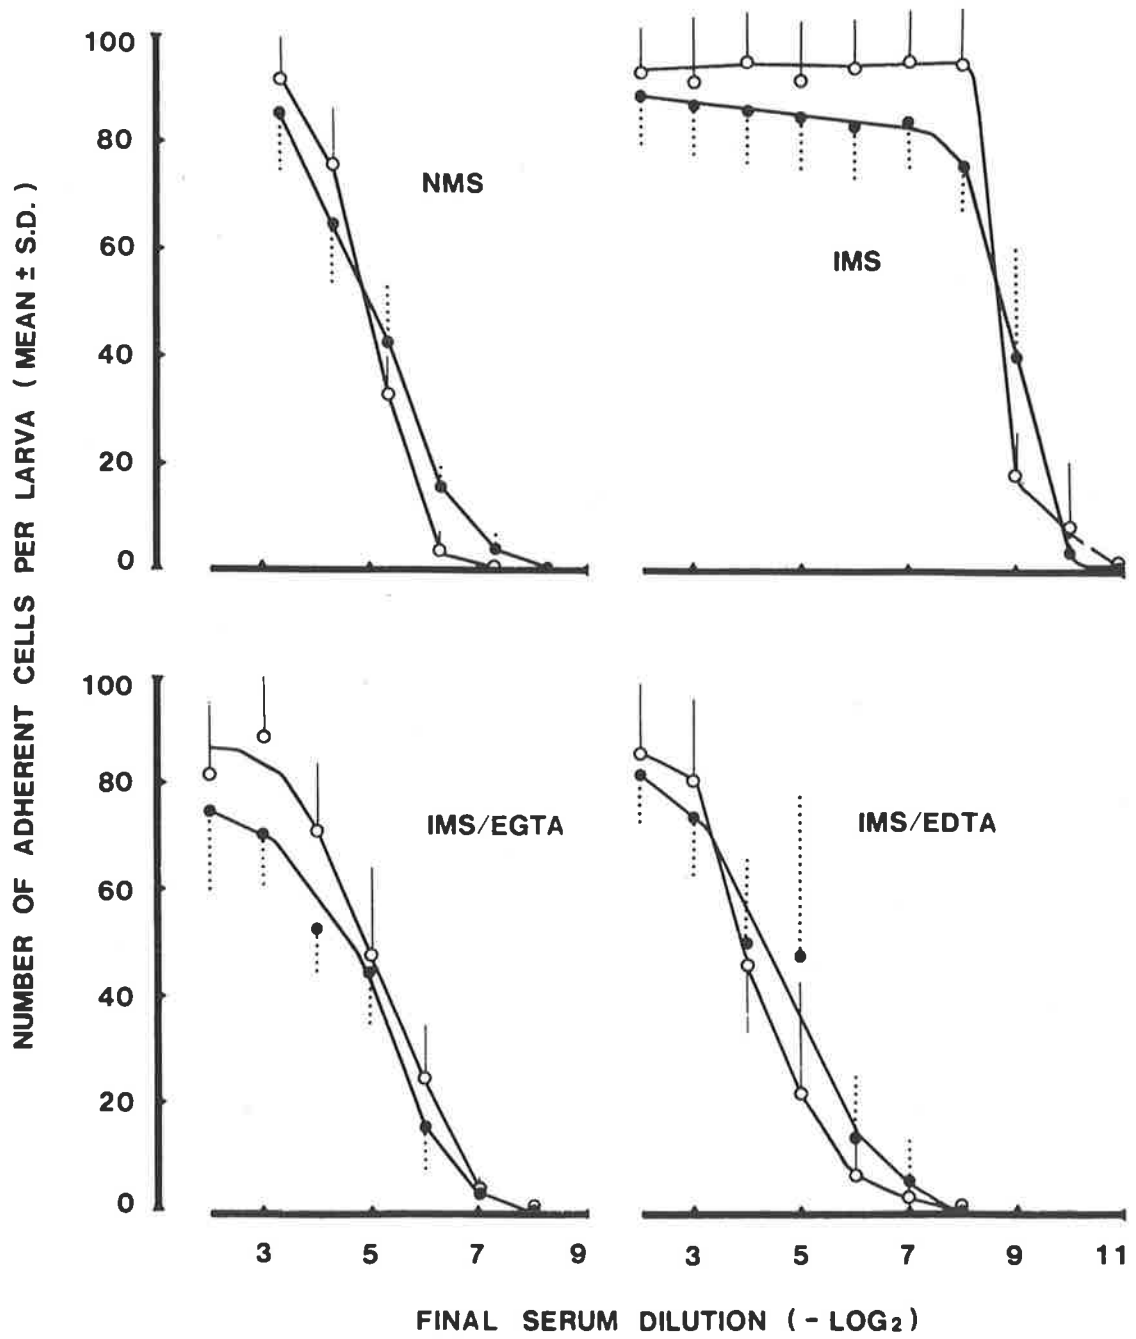 NUMBER OF ADHERENT CELLS PER LARVA (MEAN ± S.D.)
100
80
60
40
20
0
NMS
IMS
100
80
60
40
20
0
IMS/EGTA
IMS/EDTA
3 5 7 9
3 5 7 9 11
FINAL SERUM DILUTION (-LOG₂)